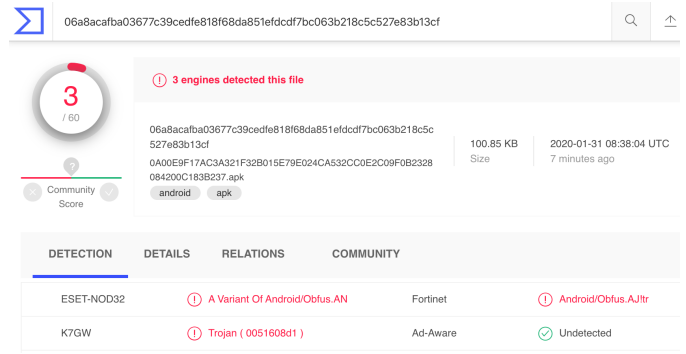 06a8acafba03677c39cedfe818f68da851efdcdf7bc063b218c5c527e83b13cf
3
/ 60
3 engines detected this file
06a8acafba03677c39cedfe818f68da851efdcdf7bc063b218c5c
527e83b13cf
0A00E9F17AC3A321F32B015E79E024CA532CC0E2C09F0B2328
084200C183B237.apk
android apk
100.85 KB
Size
2020-01-31 08:38:04 UTC
7 minutes ago
?
Community
Score
DETECTION DETAILS RELATIONS COMMUNITY
ESET-NOD32 A Variant Of Android/Obfus.AN Fortinet Android/Obfus.AJ!tr
K7GW Trojan ( 0051608d1 ) Ad-Aware Undetected